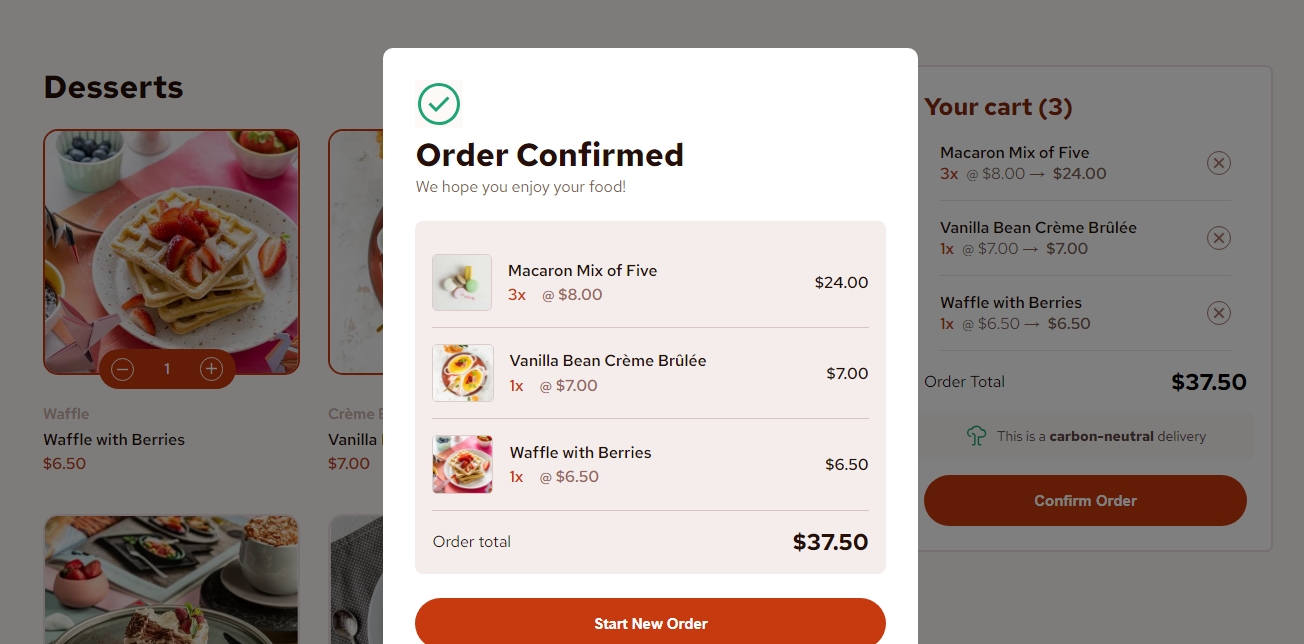 Desserts
1
Waffle
Waffle with Berries
$6.50
Crème
Vanilla
$7.00
Order Confirmed
We hope you enjoy your food!
Macaron Mix of Five
3x @ $8.00
$24.00
Vanilla Bean Crème Brûlée
1x @ $7.00
$7.00
Waffle with Berries
1x @ $6.50
$6.50
Order total
$37.50
Start New Order
Your cart (3)
Macaron Mix of Five
3x @ $8.00 → $24.00
Vanilla Bean Crème Brûlée
1x @ $7.00 → $7.00
Waffle with Berries
1x @ $6.50 → $6.50
Order Total
$37.50
This is a carbon-neutral delivery
Confirm Order